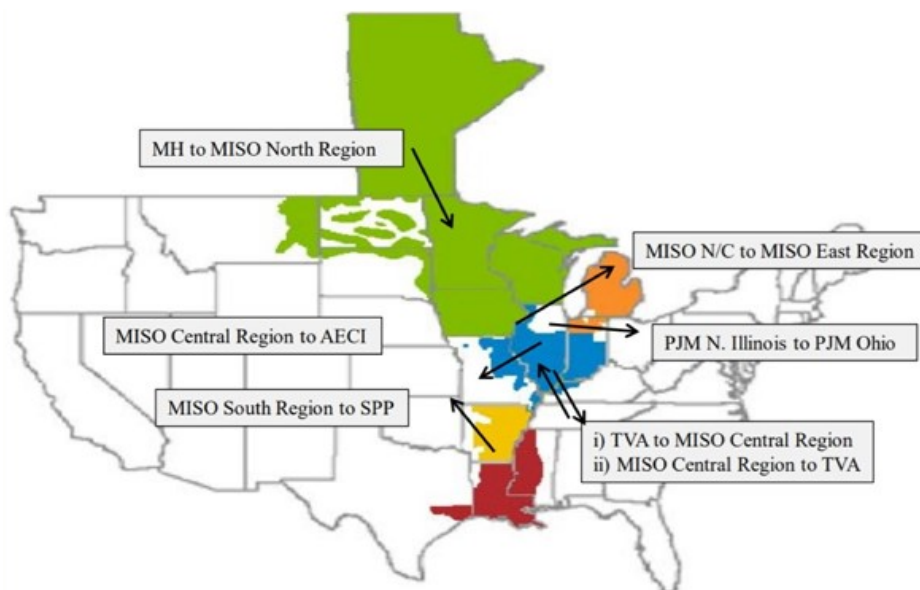 MH to MISO North Region
MISO N/C to MISO East Region
MISO Central Region to AECI
PJM N. Illinois to PJM Ohio
MISO South Region to SPP
i) TVA to MISO Central Region
ii) MISO Central Region to TVA